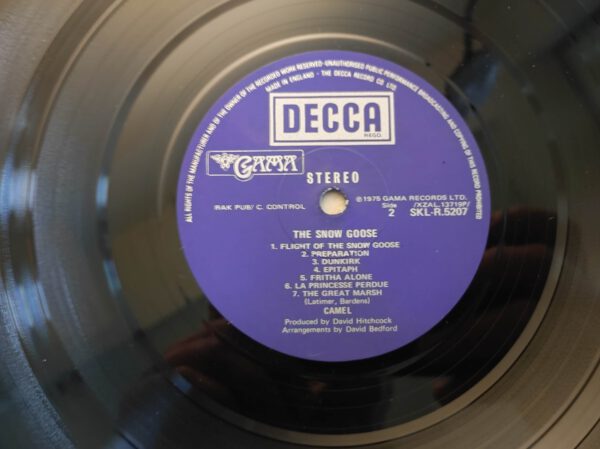 ALL RIGHTS OF THE MANUFACTURER AND OF THE OWNER OF THE RECORDED WORK RESERVED·UNAUTHORISED PUBLIC PERFORMANCE BROADCASTING AND COPYING OF THIS RECORD PROHIBITED
MADE IN ENGLAND · THE DECCA RECORD CO LTD
DECCA
REGD.
GAMA
STEREO
RAK PUB/ C. CONTROL
℗1975 GAMA RECORDS LTD.
Side /XZAL.13719P/
2 SKL-R.5207
THE SNOW GOOSE
1. FLIGHT OF THE SNOW GOOSE
2. PREPARATION
3. DUNKIRK
4. EPITAPH
5. FRITHA ALONE
6. LA PRINCESSE PERDUE
7. THE GREAT MARSH
(Latimer, Bardens)
CAMEL
Produced by David Hitchcock
Arrangements by David Bedford